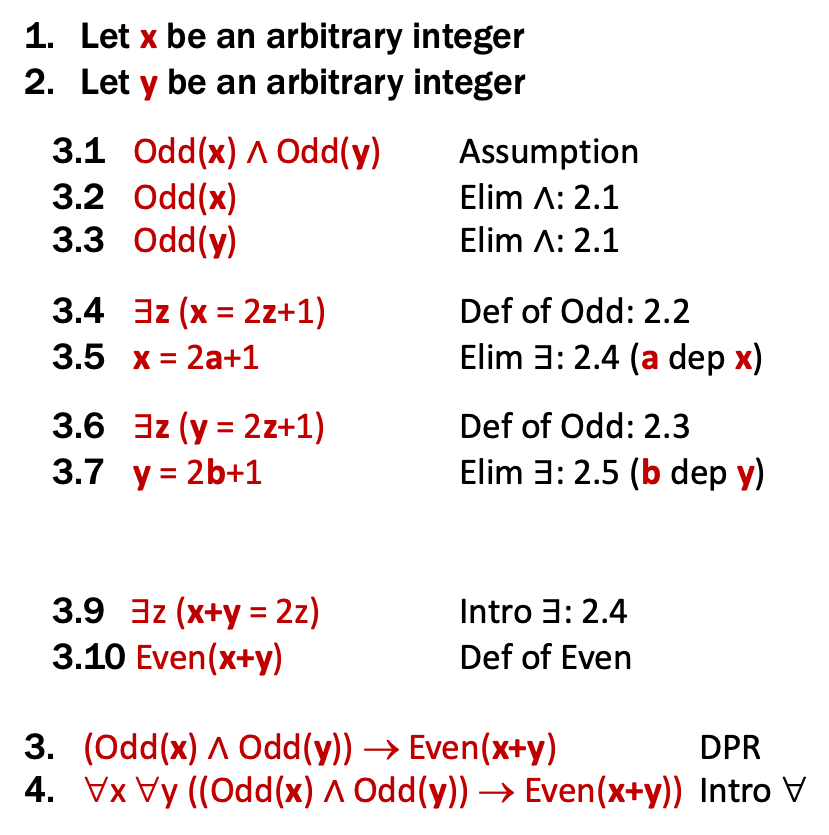 1. Let x be an arbitrary integer
2. Let y be an arbitrary integer
3.1 Odd(x) ∧ Odd(y) Assumption
3.2 Odd(x) Elim ∧: 2.1
3.3 Odd(y) Elim ∧: 2.1
3.4 ∃z (x = 2z+1) Def of Odd: 2.2
3.5 x = 2a+1 Elim ∃: 2.4 (a dep x)
3.6 ∃z (y = 2z+1) Def of Odd: 2.3
3.7 y = 2b+1 Elim ∃: 2.5 (b dep y)
3.9 ∃z (x+y = 2z) Intro ∃: 2.4
3.10 Even(x+y) Def of Even
3. (Odd(x) ∧ Odd(y)) → Even(x+y) DPR
4. ∀x ∀y ((Odd(x) ∧ Odd(y)) → Even(x+y)) Intro ∀